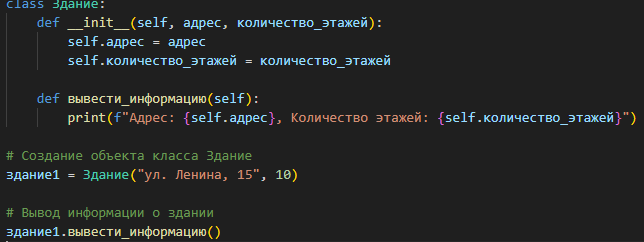 class Здание:
    def __init__(self, адрес, количество_этажей):
        self.адрес = адрес
        self.количество_этажей = количество_этажей

    def вывести_информацию(self):
        print(f"Адрес: {self.адрес}, Количество этажей: {self.количество_этажей}")

# Создание объекта класса Здание
здание1 = Здание("ул. Ленина, 15", 10)

# Вывод информации о здании
здание1.вывести_информацию()